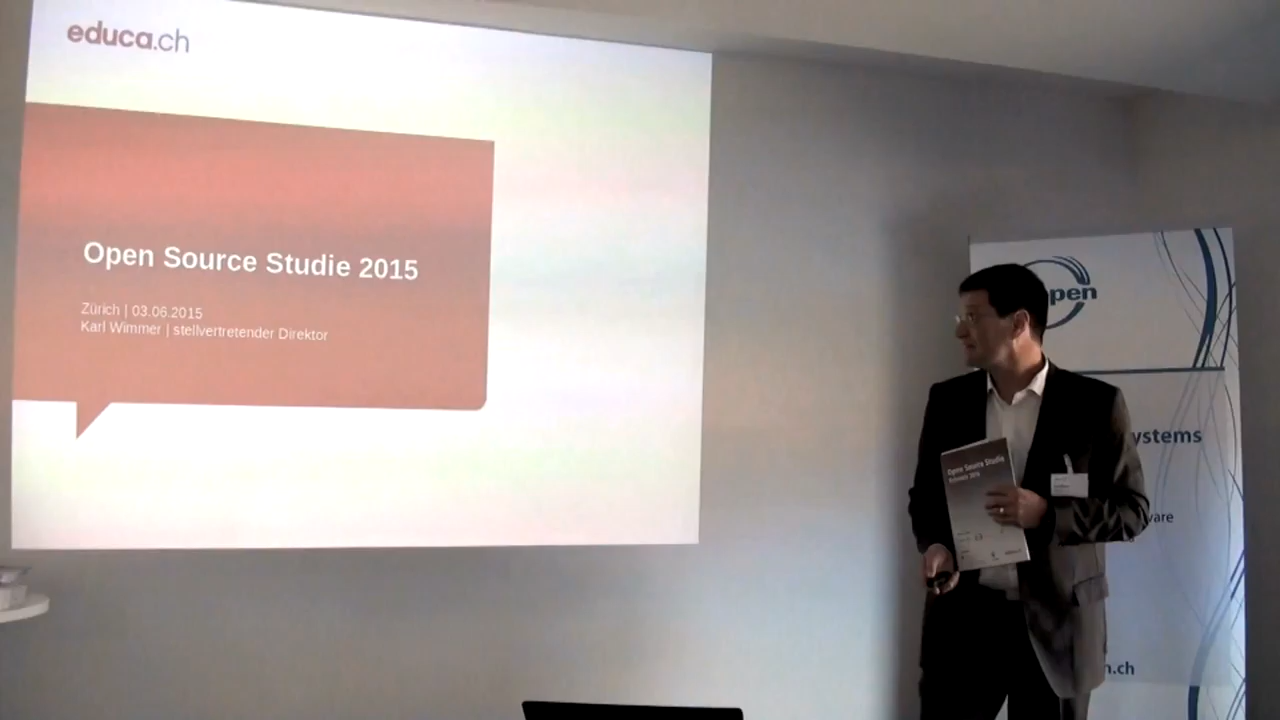 educa.ch
Open Source Studie 2015
Zürich | 03.06.2015
Karl Wimmer | stellvertretender Direktor
pen
ystems
ware
n.ch
Open Source Studie